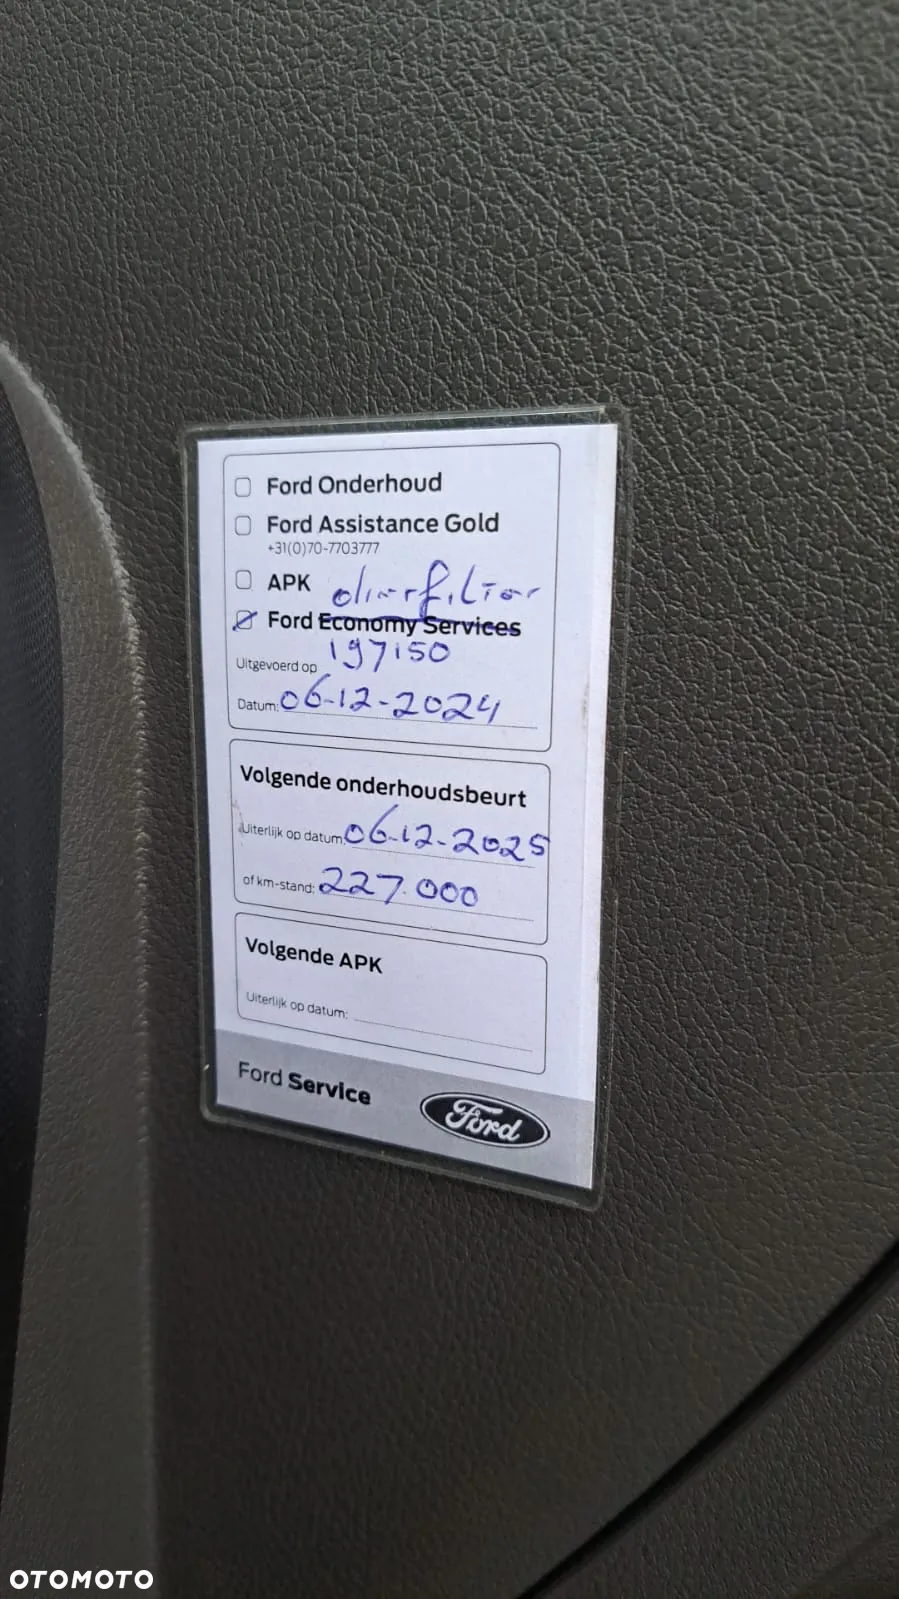 Ford Onderhoud
Ford Assistance Gold
+31(0)70-7703777
APK olie+filter
Ford Economy Services
Uitgevoerd op 197150
Datum: 06-12-2024
Volgende onderhoudsbeurt
Uiterlijk op datum: 06-12-2025
of km-stand: 227.000
Volgende APK
Uiterlijk op datum:
Ford Service
Ford
OTOMOTO